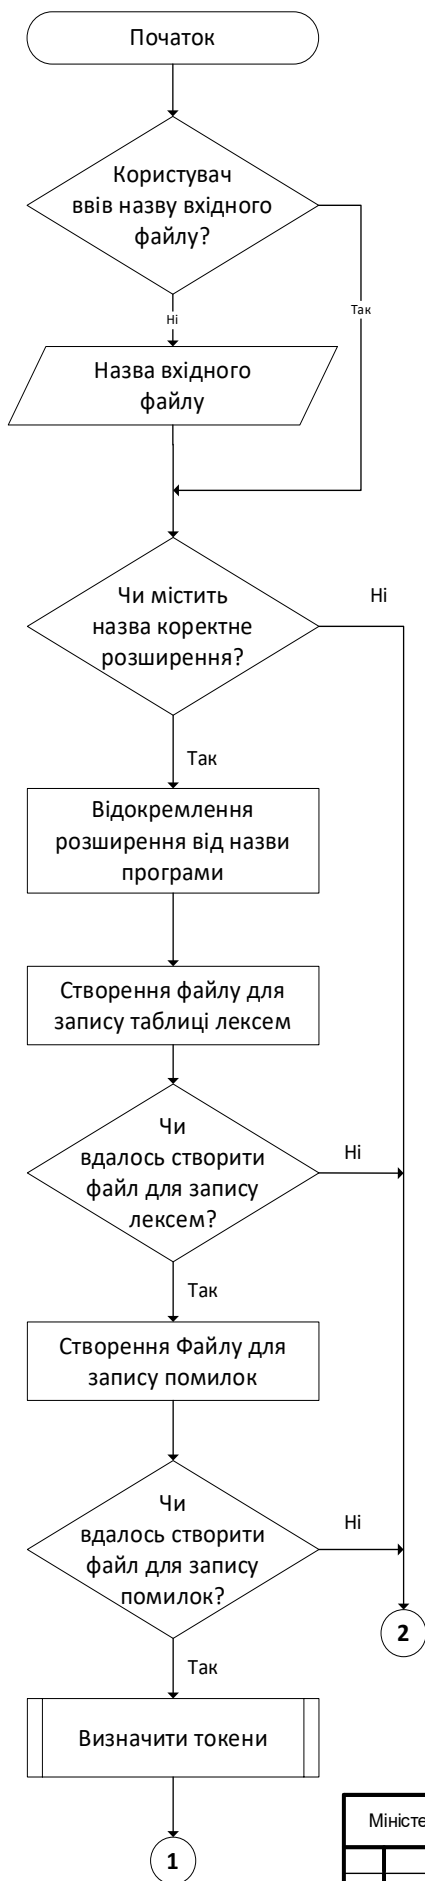 Початок
Користувач
ввів назву вхідного
файлу?
Так
Ні
Назва вхідного
файлу
Чи містить
назва коректне
розширення?
Ні
Так
Відокремлення
розширення від назви
програми
Створення файлу для
запису таблиці лексем
Чи
вдалось створити
файл для запису
лексем?
Ні
Так
Створення Файлу для
запису помилок
Чи
вдалось створити
файл для запису
помилок?
Ні
2
Так
Визначити токени
1
Міністе